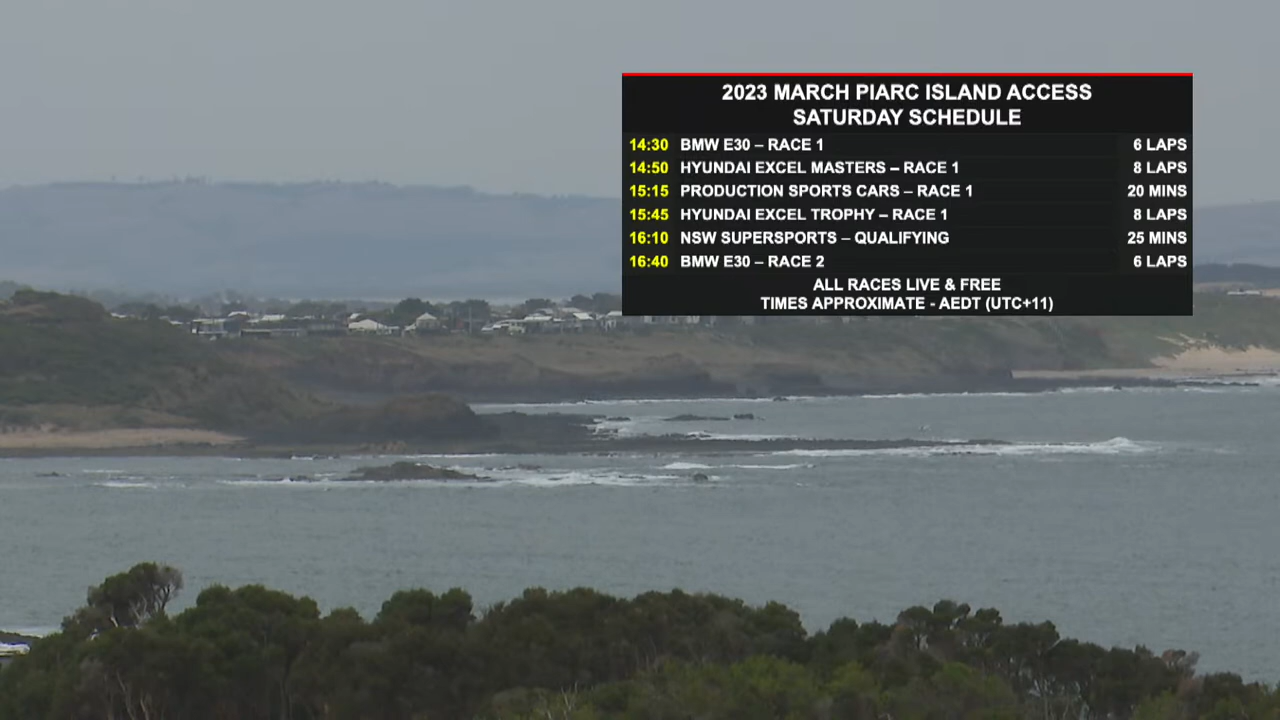 2023 MARCH PIARC ISLAND ACCESS
SATURDAY SCHEDULE
14:30 BMW E30 – RACE 1 6 LAPS
14:50 HYUNDAI EXCEL MASTERS – RACE 1 8 LAPS
15:15 PRODUCTION SPORTS CARS – RACE 1 20 MINS
15:45 HYUNDAI EXCEL TROPHY – RACE 1 8 LAPS
16:10 NSW SUPERSPORTS – QUALIFYING 25 MINS
16:40 BMW E30 – RACE 2 6 LAPS
ALL RACES LIVE & FREE
TIMES APPROXIMATE - AEDT (UTC+11)